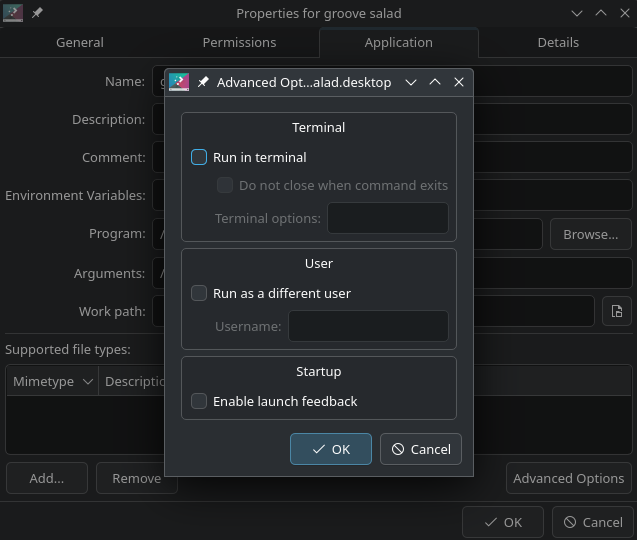 Properties for groove salad
General Permissions Application Details
Name:
Advanced Opt...alad.desktop
Description:
Terminal
Comment:
Run in terminal
Do not close when command exits
Environment Variables:
Terminal options:
Program: /
Browse...
User
Arguments: /
Run as a different user
Work path:
Username:
Supported file types:
Startup
Mimetype
Enable launch feedback
OK Cancel
Add... Remove Advanced Options
OK Cancel